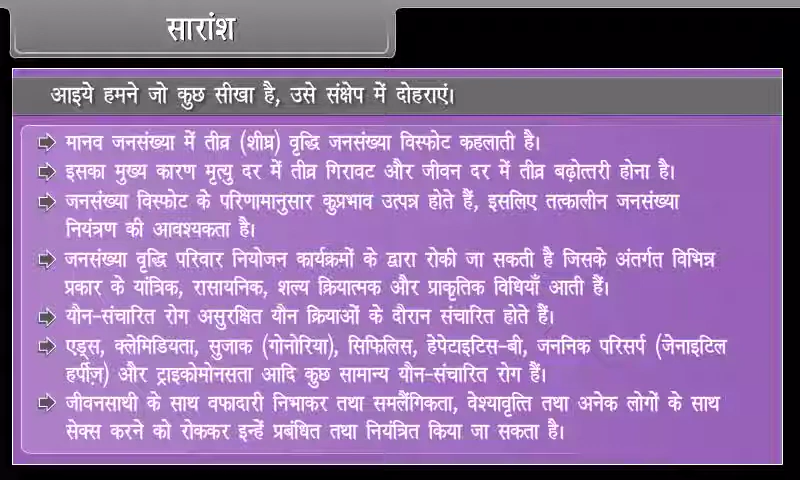 सारांश
आइये हमने जो कुछ सीखा है, उसे संक्षेप में दोहराएं।
मानव जनसंख्या में तीव्र (शीघ्र) वृद्धि जनसंख्या विस्फोट कहलाती है।
इसका मुख्य कारण मृत्यु दर में तीव्र गिरावट और जीवन दर में तीव्र बढ़ोत्तरी होना है।
जनसंख्या विस्फोट के परिणामानुसार कुप्रभाव उत्पन्न होते हैं, इसलिए तत्कालीन जनसंख्या
नियंत्रण की आवश्यकता है।
जनसंख्या वृद्धि परिवार नियोजन कार्यक्रमों के द्वारा रोकी जा सकती है जिसके अंतर्गत विभिन्न
प्रकार के यांत्रिक, रासायनिक, शल्य क्रियात्मक और प्राकृतिक विधियाँ आती हैं।
यौन-संचारित रोग असुरक्षित यौन क्रियाओं के दौरान संचारित होते हैं।
एड्स, क्लेमिडियता, सुजाक (गोनोरिया), सिफिलिस, हेपेटाइटिस-बी, जननिक परिसर्प (जेनाइटिल
हर्पीज़) और ट्राइकोमोनसता आदि कुछ सामान्य यौन-संचारित रोग हैं।
जीवनसाथी के साथ वफादारी निभाकर तथा समलैंगिकता, वेश्यावृत्ति तथा अनेक लोगों के साथ
सेक्स करने को रोककर इन्हें प्रबंधित तथा नियंत्रित किया जा सकता है।